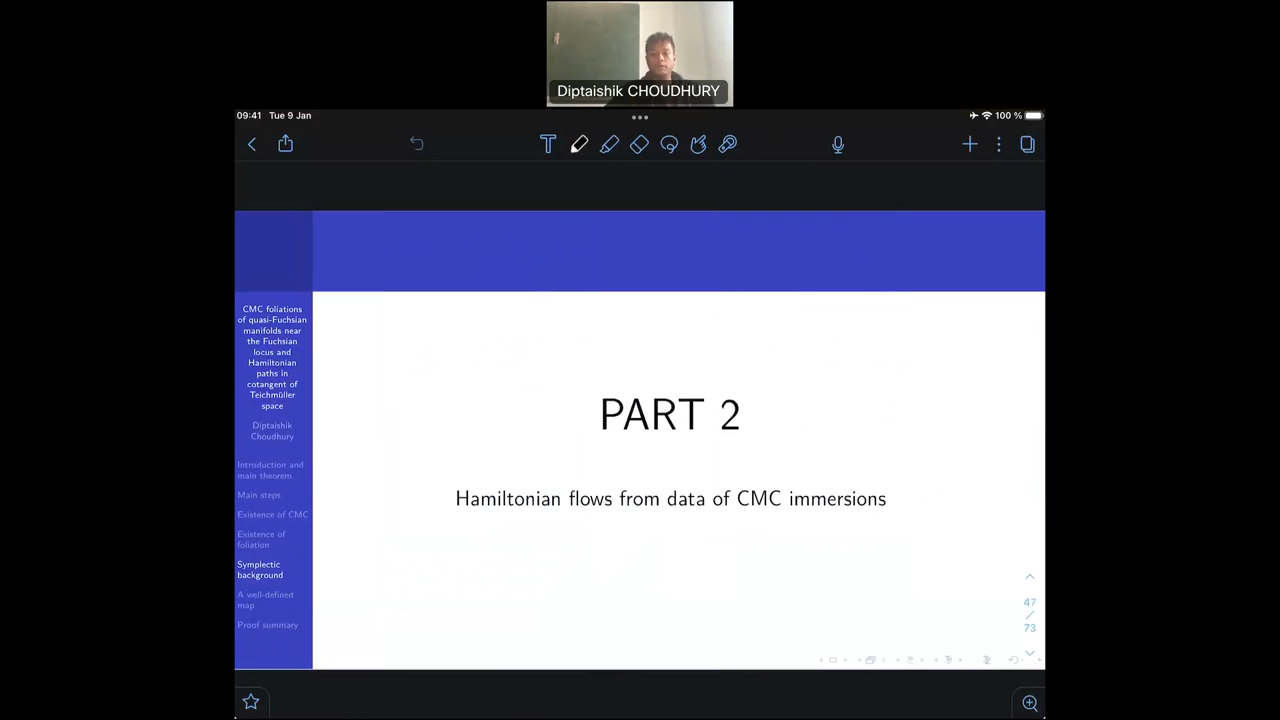 Diptaishik CHOUDHURY
09:41 Tue 9 Jan
100 %
CMC foliations
of quasi-Fuchsian
manifolds near
the Fuchsian
locus and
Hamiltonian
paths in
cotangent of
Teichmüller
space
Diptaishik
Choudhury
Introduction and
main theorem
Main steps
Existence of CMC
Existence of
foliation
Symplectic
background
A well-defined
map
Proof summary
PART 2
Hamiltonian flows from data of CMC immersions
47
/
73